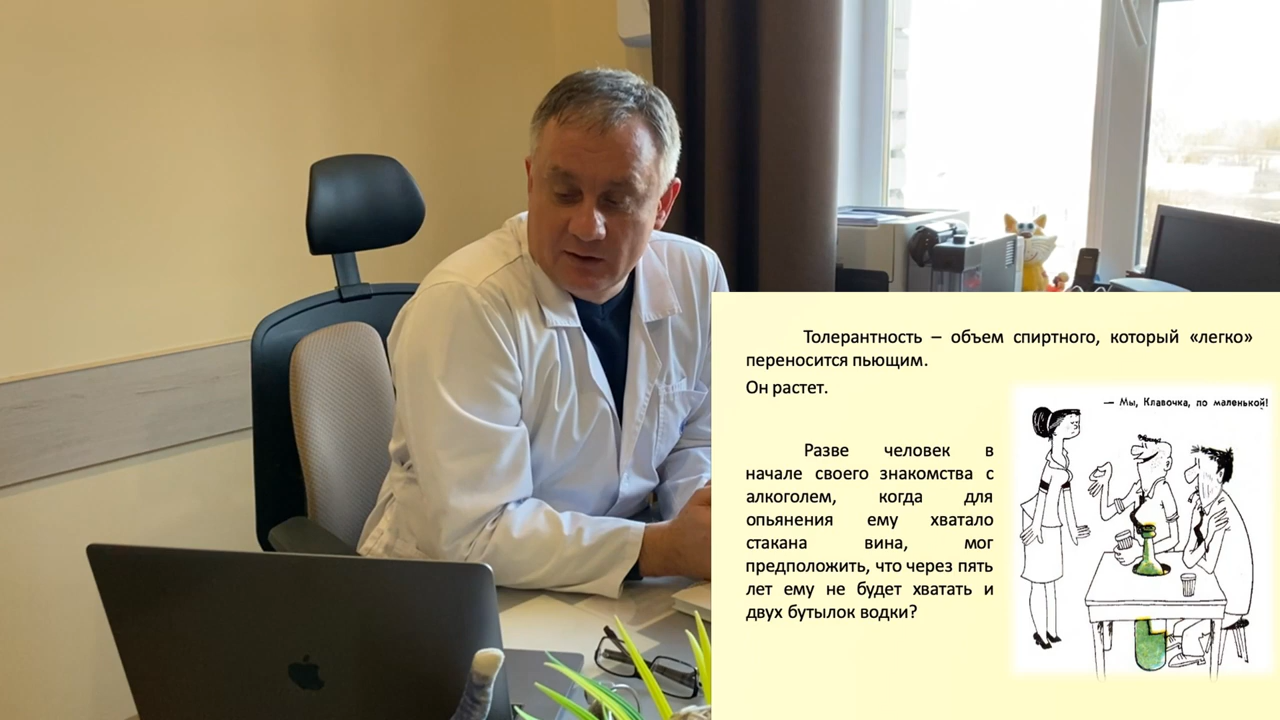 Толерантность – объем спиртного, который «легко»
переносится пьющим.
Он растет.
— Мы, Клавочка, по маленькой!
Разве человек в
начале своего знакомства с
алкоголем, когда для
опьянения ему хватало
стакана вина, мог
предположить, что через пять
лет ему не будет хватать и
двух бутылок водки?